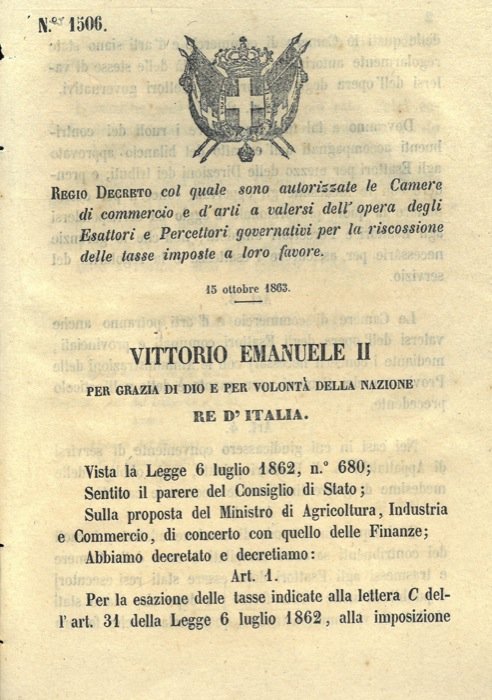 N.º 1506.
REGIO DECRETO col quale sono autorizzate le Camere
di commercio e d'arti a valersi dell'opera degli
Esattori e Percettori governativi per la riscossione
delle tasse imposte a loro favore.
15 ottobre 1863.
VITTORIO EMANUELE II
PER GRAZIA DI DIO E PER VOLONTÀ DELLA NAZIONE
RE D'ITALIA.
Vista la Legge 6 luglio 1862, n.º 680;
Sentito il parere del Consiglio di Stato;
Sulla proposta del Ministro di Agricoltura, Industria
e Commercio, di concerto con quello delle Finanze;
Abbiamo decretato e decretiamo:
Art. 1.
Per la esazione delle tasse indicate alla lettera C del-
l'art. 31 della Legge 6 luglio 1862, alla imposizione